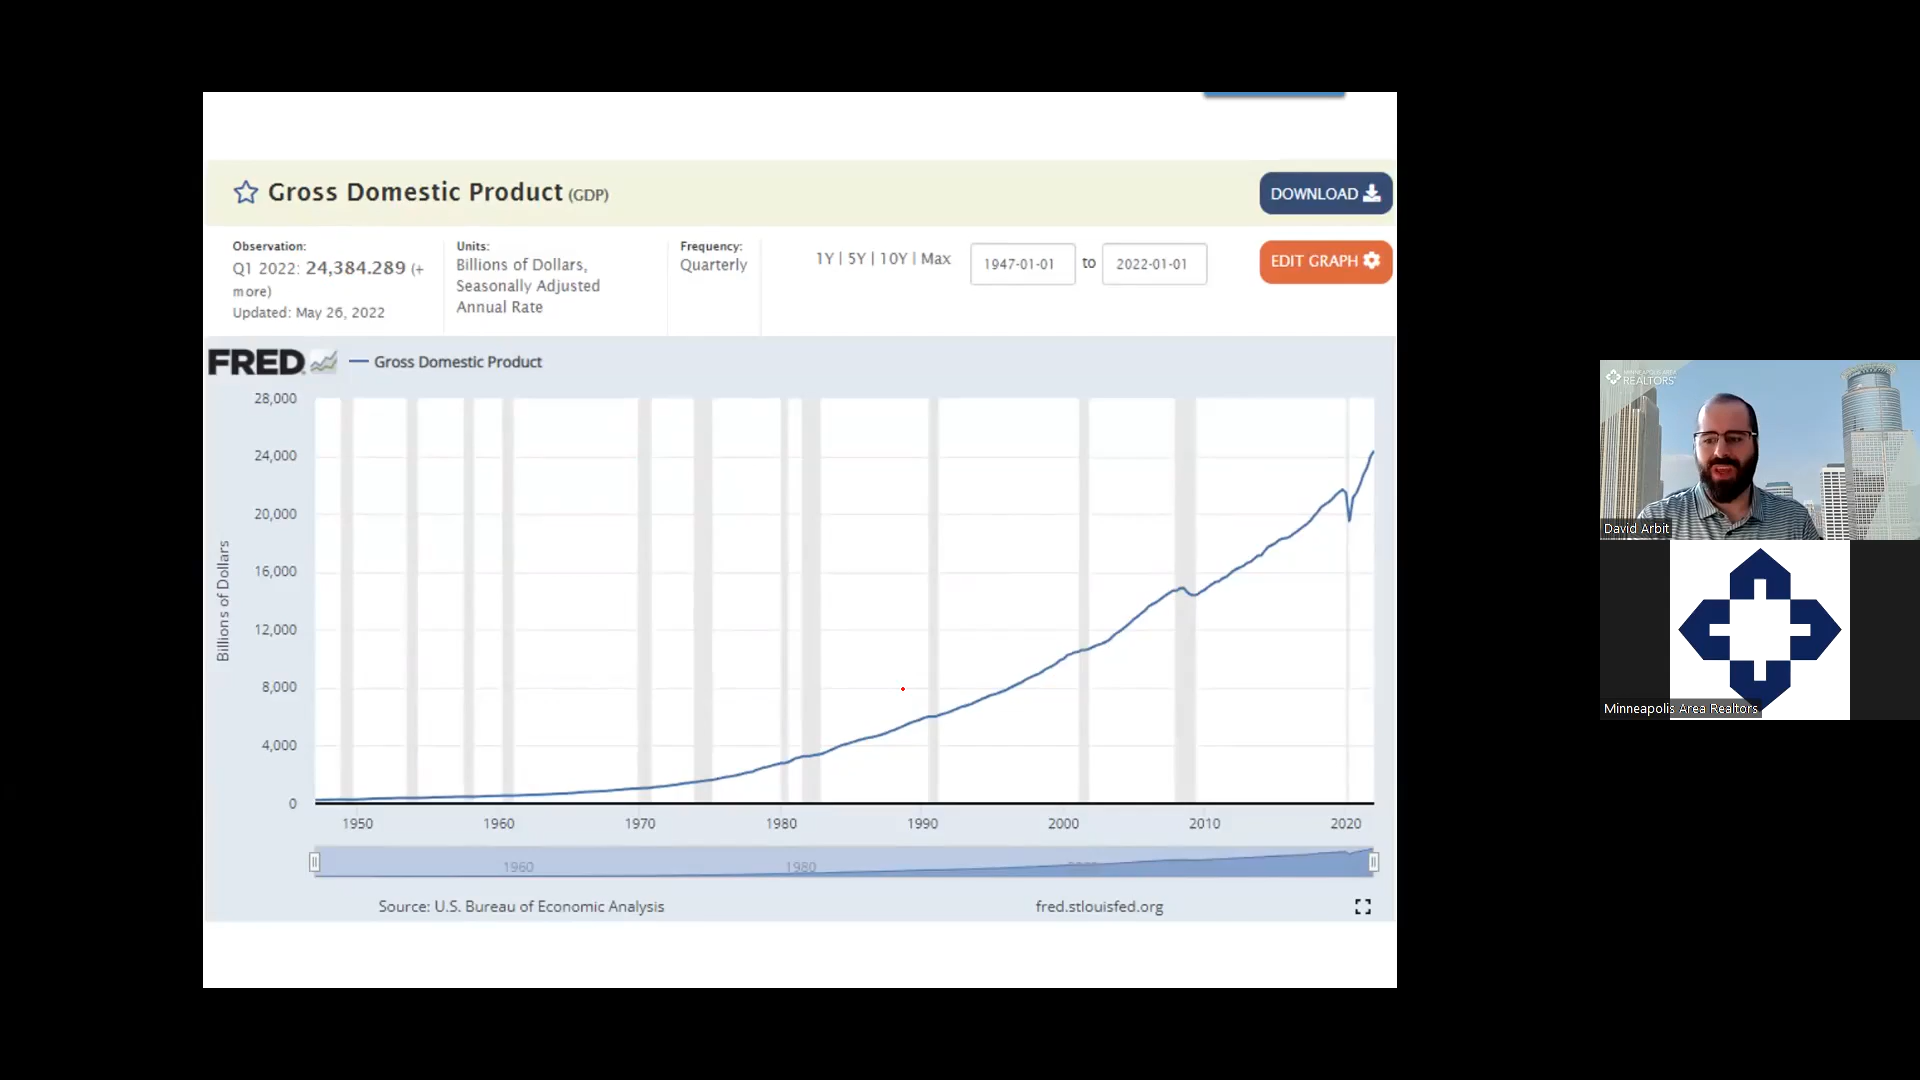 Gross Domestic Product (GDP)
DOWNLOAD
Observation:
Q1 2022: 24,384.289 (+
more)
Updated: May 26, 2022
Units:
Billions of Dollars,
Seasonally Adjusted
Annual Rate
Frequency:
Quarterly
1Y | 5Y | 10Y | Max
1947-01-01 to 2022-01-01
EDIT GRAPH
FRED
Gross Domestic Product
28,000
24,000
20,000
16,000
12,000
8,000
4,000
0
Billions of Dollars
1950 1960 1970 1980 1990 2000 2010 2020
1960 1980 2000
Source: U.S. Bureau of Economic Analysis
fred.stlouisfed.org
MINNEAPOLIS AREA
REALTORS
David Arbit
Minneapolis Area Realtors